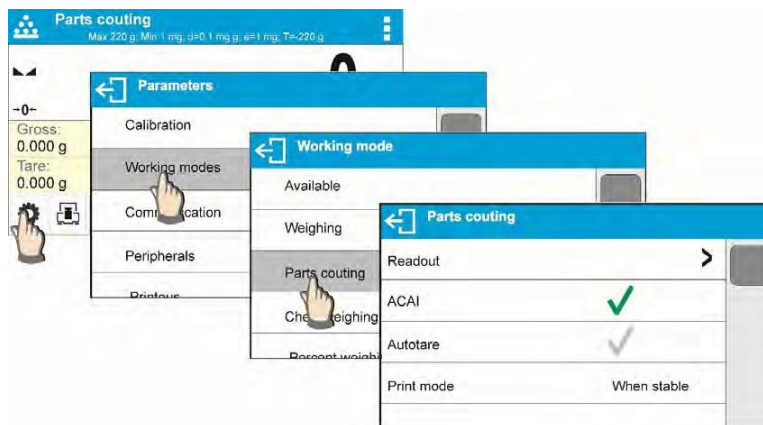 Parts couting
Max 220 g; Min 1 mg; d=0.1 mg g; e=1 mg; T=-220 g
0
→0←
Gross:
0.000 g
Tare:
0.000 g
Parameters
Calibration
Working modes
Peripherals
Working mode
Available
Weighing
Parts couting
Parts couting
Readout
ACAI
Autotare
Print mode When stable